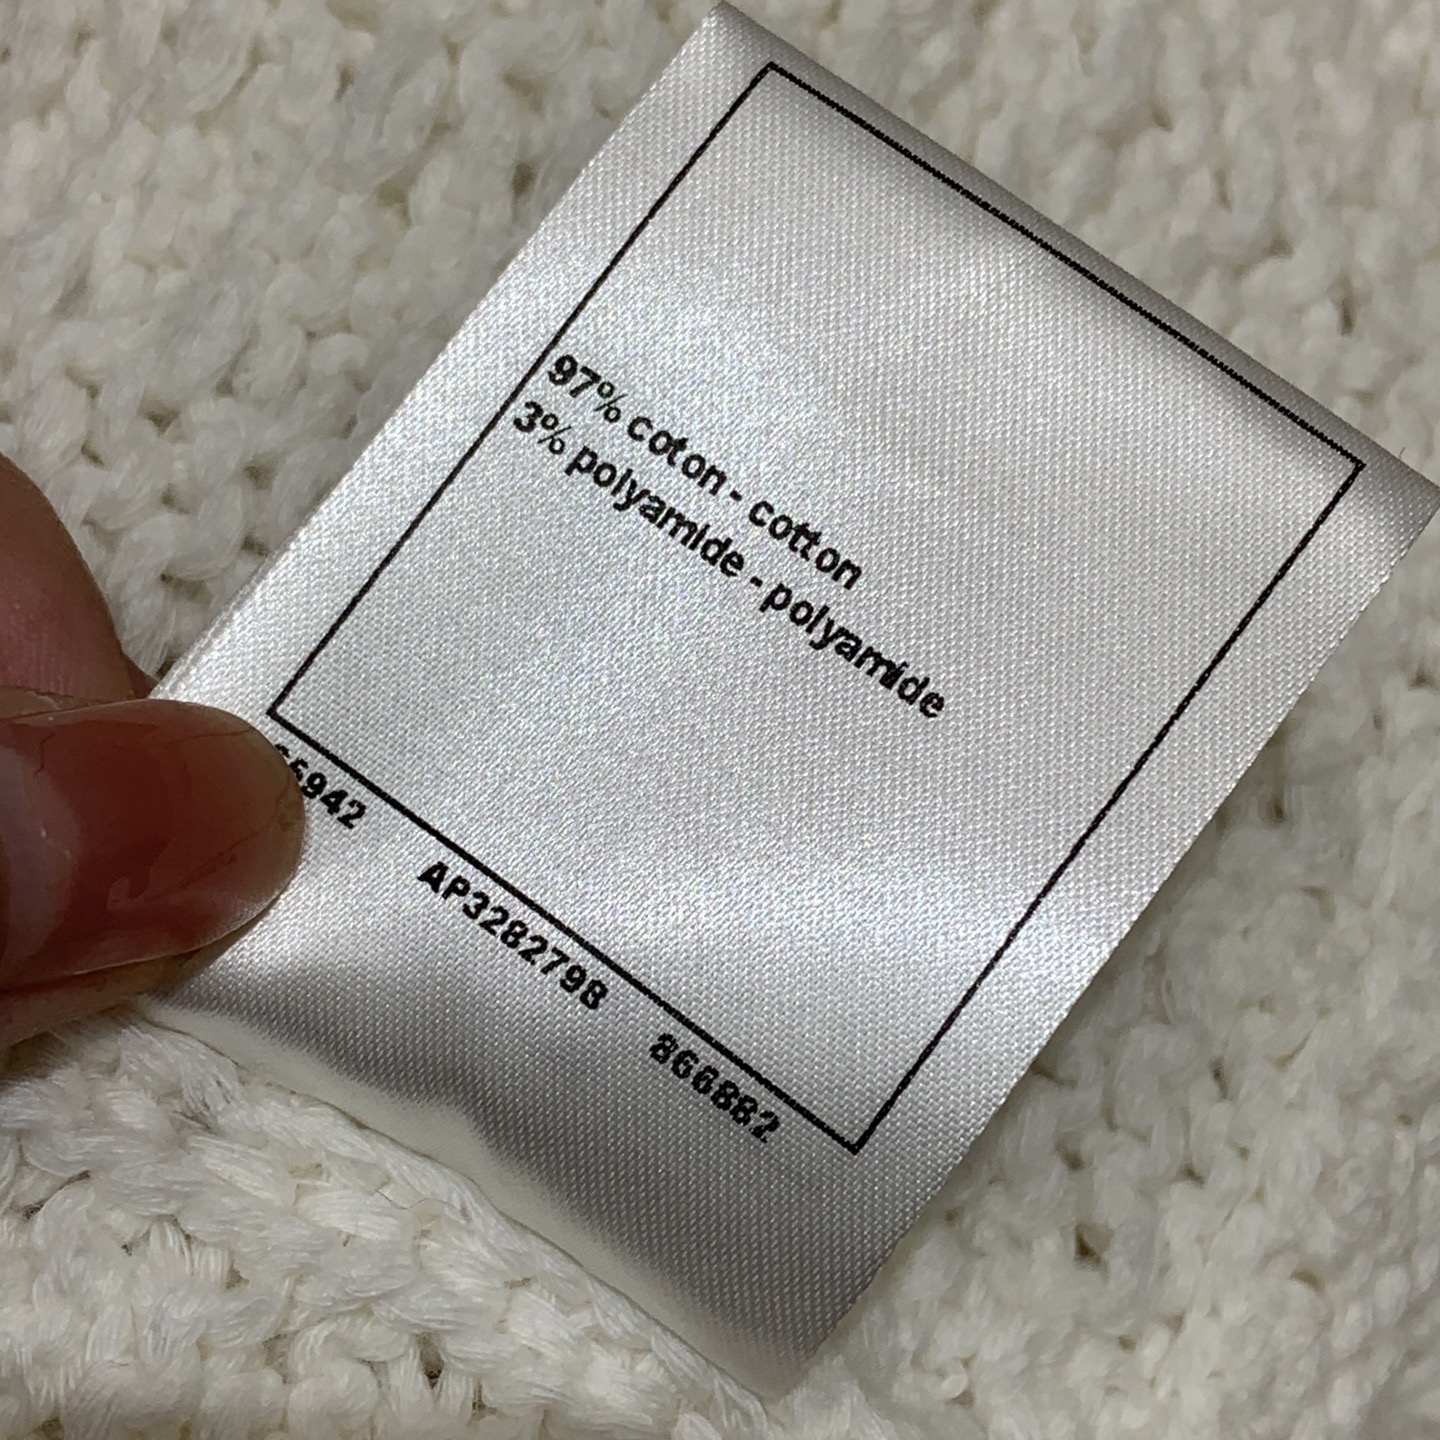 97% coton - cotton
3% polyamide - polyamide
AP3282798 866882